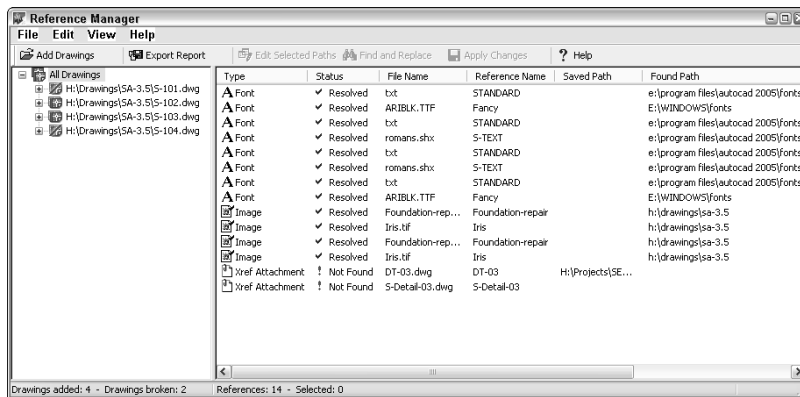 Reference Manager
File Edit View Help
Add Drawings Export Report Edit Selected Paths Find and Replace Apply Changes ? Help
All Drawings
H:\Drawings\SA-3.5\S-101.dwg
H:\Drawings\SA-3.5\S-102.dwg
H:\Drawings\SA-3.5\S-103.dwg
H:\Drawings\SA-3.5\S-104.dwg
Type Status File Name Reference Name Saved Path Found Path
A Font Resolved txt STANDARD e:\program files\autocad 2005\fonts
A Font Resolved ARIBLK.TTF Fancy E:\WINDOWS\fonts
A Font Resolved txt STANDARD e:\program files\autocad 2005\fonts
A Font Resolved romans.shx S-TEXT e:\program files\autocad 2005\fonts
A Font Resolved txt STANDARD e:\program files\autocad 2005\fonts
A Font Resolved romans.shx S-TEXT e:\program files\autocad 2005\fonts
A Font Resolved txt STANDARD e:\program files\autocad 2005\fonts
A Font Resolved ARIBLK.TTF Fancy E:\WINDOWS\fonts
Image Resolved Foundation-rep... Foundation-repair h:\drawings\sa-3.5
Image Resolved Iris.tif Iris h:\drawings\sa-3.5
Image Resolved Foundation-rep... Foundation-repair h:\drawings\sa-3.5
Image Resolved Iris.tif Iris h:\drawings\sa-3.5
Xref Attachment ! Not Found DT-03.dwg DT-03 H:\Projects\SE...
Xref Attachment ! Not Found S-Detail-03.dwg S-Detail-03
Drawings added: 4 - Drawings broken: 2 References: 14 - Selected: 0